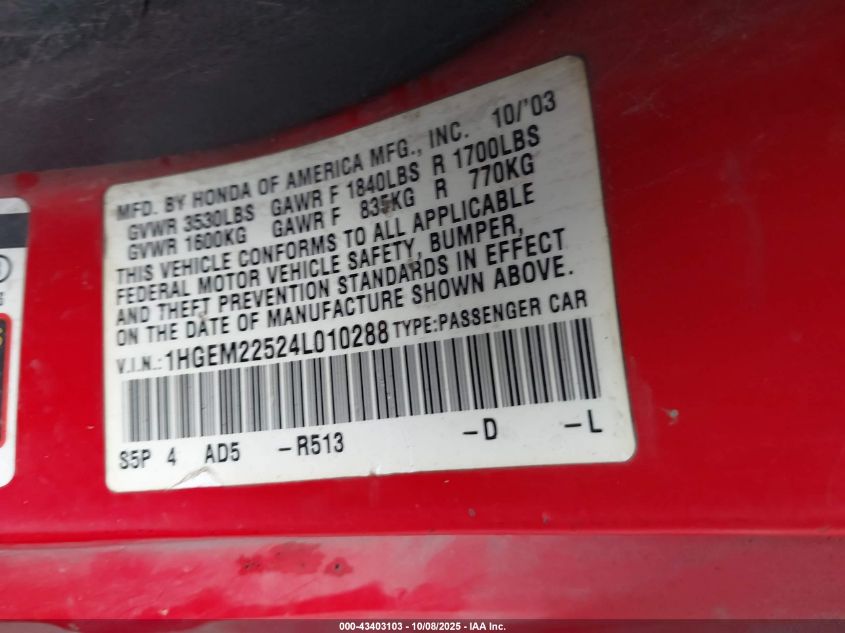 MFD. BY HONDA OF AMERICA MFG., INC. 10/'03
GVWR 3530LBS GAWR F 1840LBS R 1700LBS
GVWR 1600KG GAWR F 835KG R 770KG
THIS VEHICLE CONFORMS TO ALL APPLICABLE
FEDERAL MOTOR VEHICLE SAFETY, BUMPER,
AND THEFT PREVENTION STANDARDS IN EFFECT
ON THE DATE OF MANUFACTURE SHOWN ABOVE.
V.I.N.: 1HGEM22524L010288 TYPE:PASSENGER CAR
S5P 4 AD5 -R513 -D -L
000-43403103 - 10/08/2025 - IAA Inc.